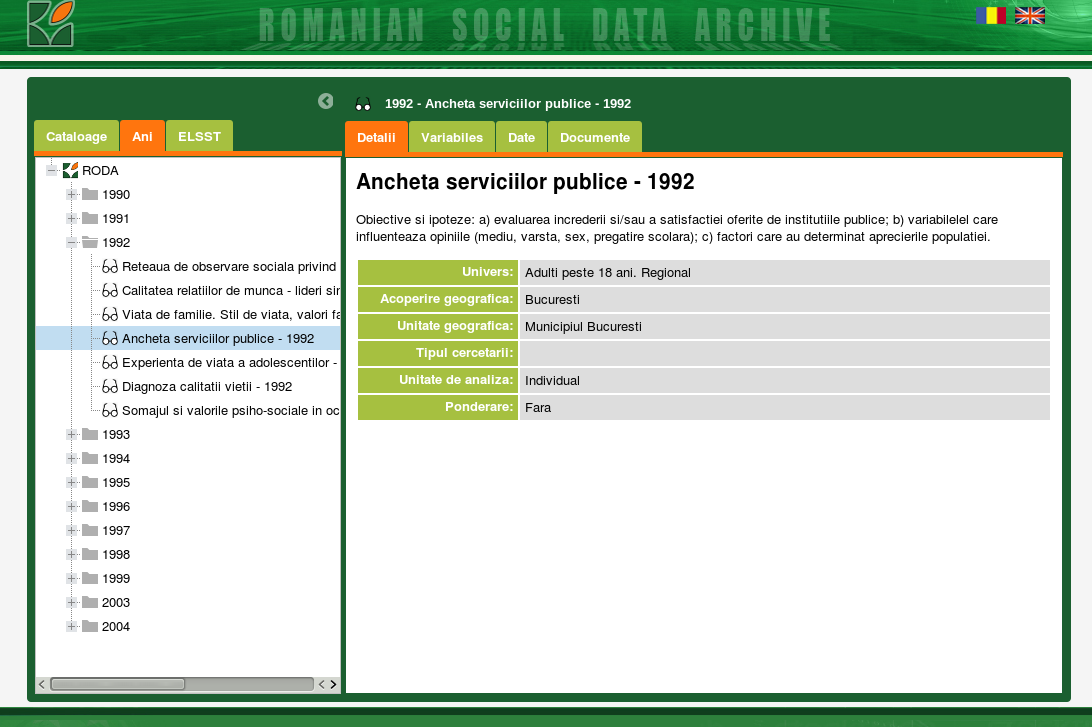 ROMANIAN SOCIAL DATA ARCHIVE
1992 - Ancheta serviciilor publice - 1992
Cataloage Ani ELSST
Detalii Variabiles Date Documente
RODA
1990
1991
1992
Reteaua de observare sociala privind
Calitatea relatiilor de munca - lideri sin
Viata de familie. Stil de viata, valori fa
Ancheta serviciilor publice - 1992
Experienta de viata a adolescentilor -
Diagnoza calitatii vietii - 1992
Somajul si valorile psiho-sociale in oc
1993
1994
1995
1996
1997
1998
1999
2003
2004
Ancheta serviciilor publice - 1992
Obiective si ipoteze: a) evaluarea increderii si/sau a satisfactiei oferite de institutiile publice; b) variabilelel care
influenteaza opiniile (mediu, varsta, sex, pregatire scolara); c) factori care au determinat aprecierile populatiei.
Univers: Adulti peste 18 ani. Regional
Acoperire geografica: Bucuresti
Unitate geografica: Municipiul Bucuresti
Tipul cercetarii:
Unitate de analiza: Individual
Ponderare: Fara